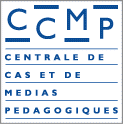 CCMP
CENTRALE DE
CAS ET DE
MEDIAS
PEDAGOGIQUES